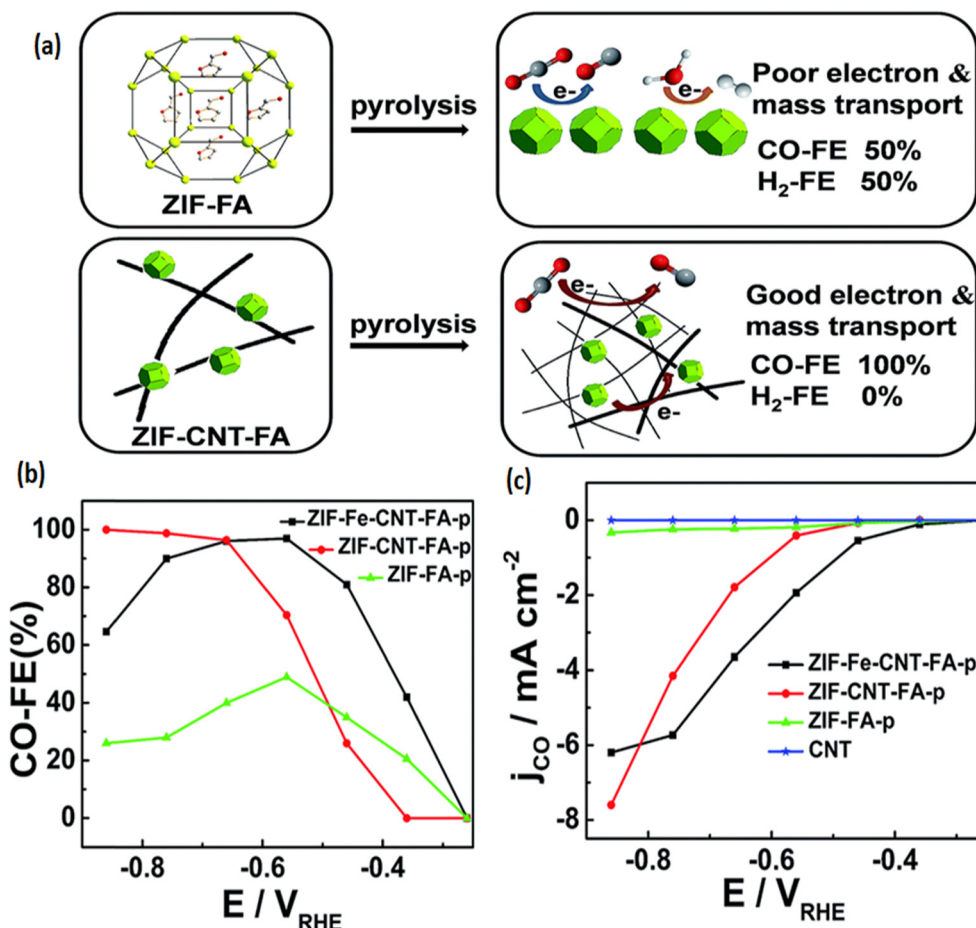 (a)
ZIF-FA
pyrolysis
e-
e-
Poor electron &
mass transport
CO-FE 50%
H₂-FE 50%
ZIF-CNT-FA
pyrolysis
e-
e-
Good electron &
mass transport
CO-FE 100%
H₂-FE 0%
(b)
CO-FE(%)
100
80
60
40
20
0
ZIF-Fe-CNT-FA-p
ZIF-CNT-FA-p
ZIF-FA-p
-0.8
-0.6
-0.4
E / V_RHE
(c)
j_CO / mA cm⁻²
0
-2
-4
-6
-8
ZIF-Fe-CNT-FA-p
ZIF-CNT-FA-p
ZIF-FA-p
CNT
-0.8
-0.6
-0.4
E / V_RHE